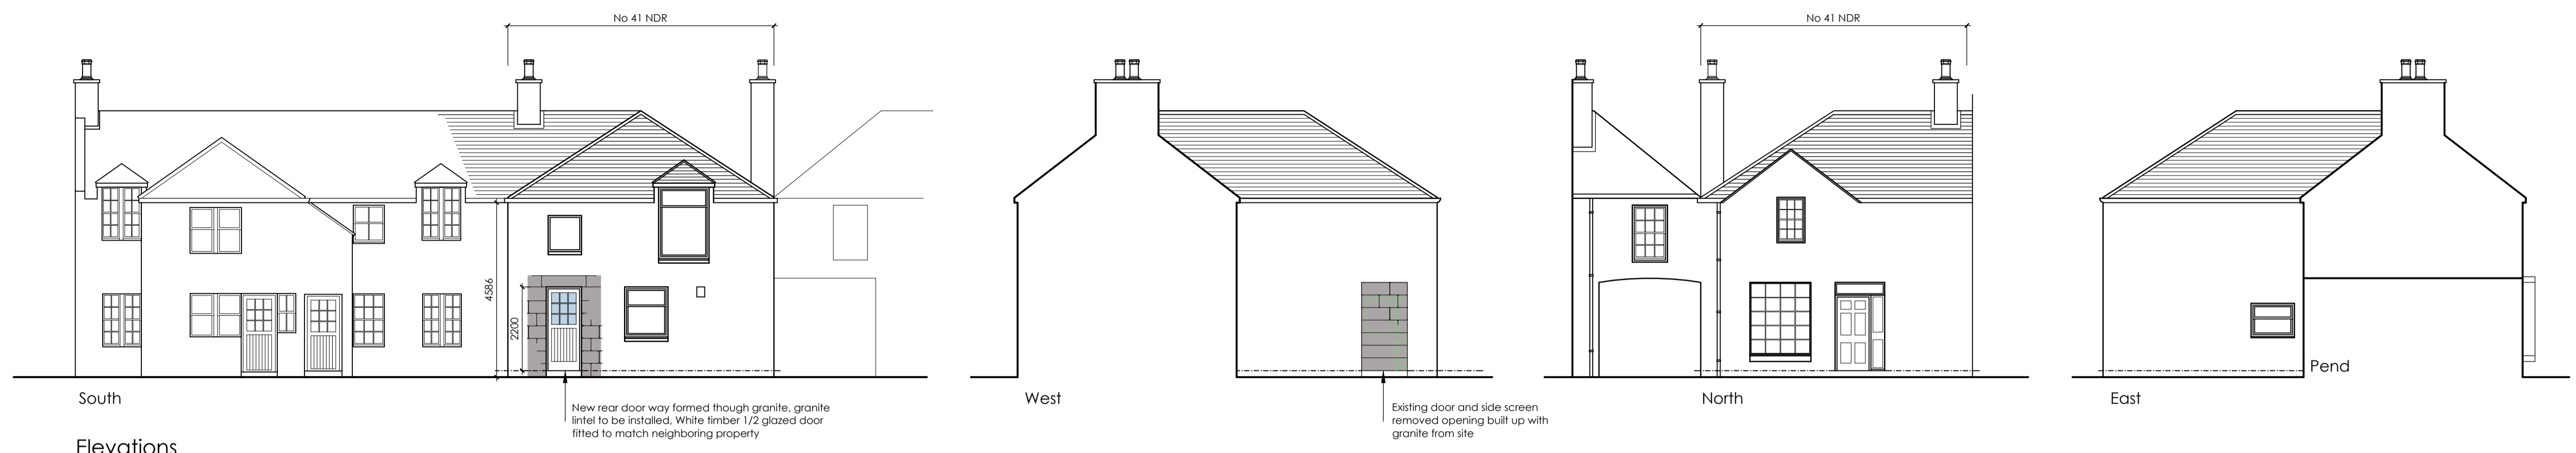 No 41 NDR
No 41 NDR
4586
2200
Pend
South
West
North
East
New rear door way formed though granite, granite
lintel to be installed, White timber 1/2 glazed door
fitted to match neighboring property
Existing door and side screen
removed opening built up with
granite from site
Elevations